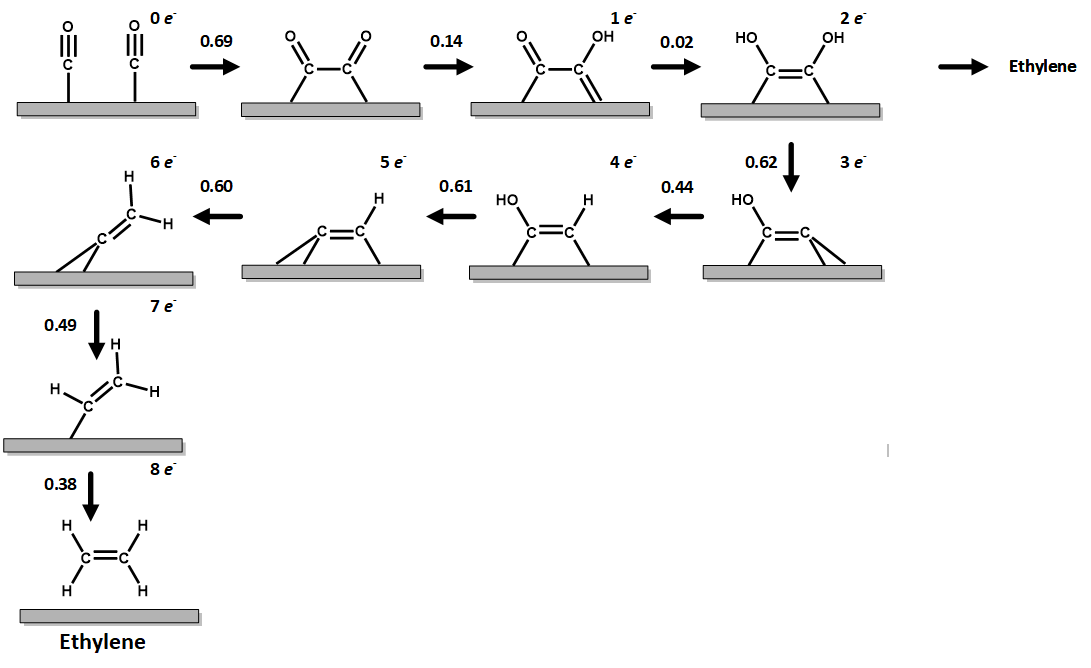 0 e⁻ 1 e⁻ 2 e⁻
O O O O O OH HO OH
0.69 0.14 0.02
C C C C C C C C Ethylene
6 e⁻ 5 e⁻ 4 e⁻ 0.62 3 e⁻
H 0.60 0.61 0.44
H HO H HO
C H C C C C C C
C
7 e⁻
0.49
H
H C H
C
8 e⁻
0.38
H H
C C
H H
Ethylene